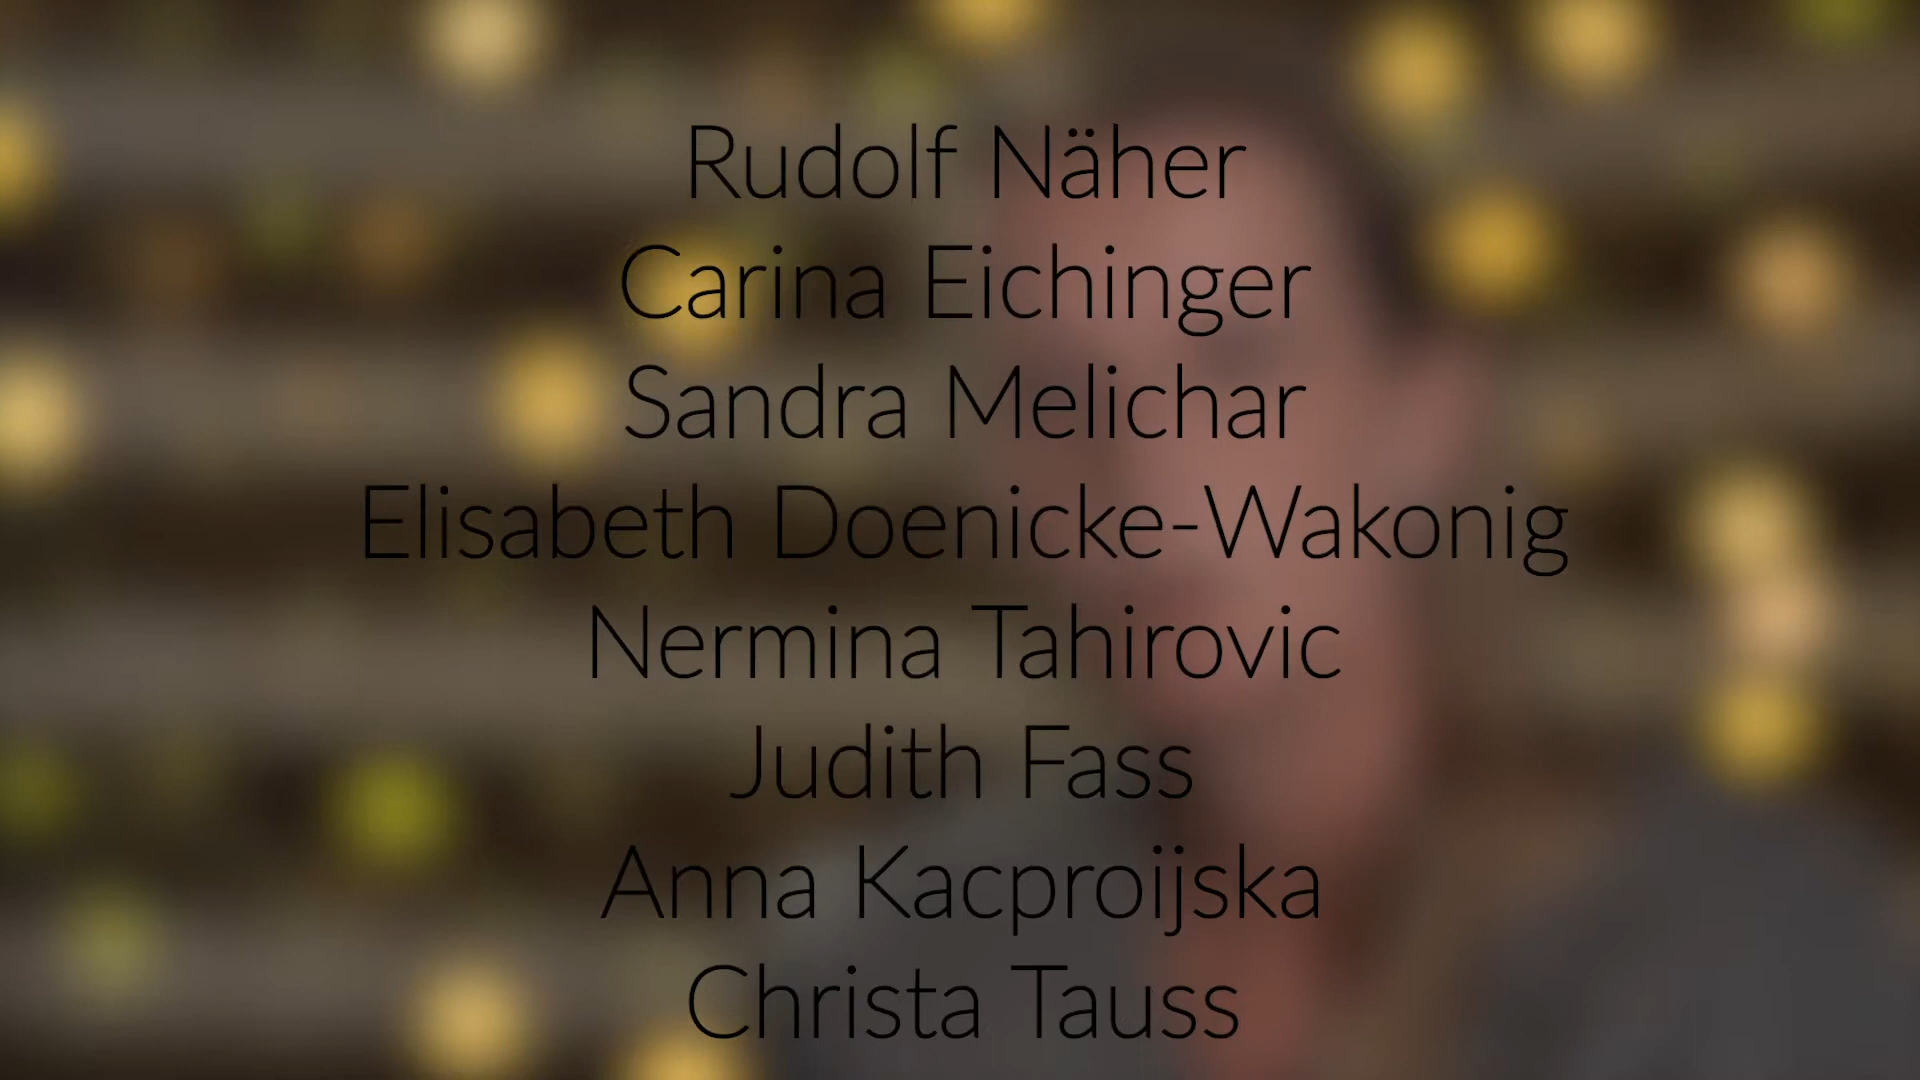 Rudolf Näher
Carina Eichinger
Sandra Melichar
Elisabeth Doenicke-Wakonig
Nermina Tahirovic
Judith Fass
Anna Kacproijska
Christa Tauss